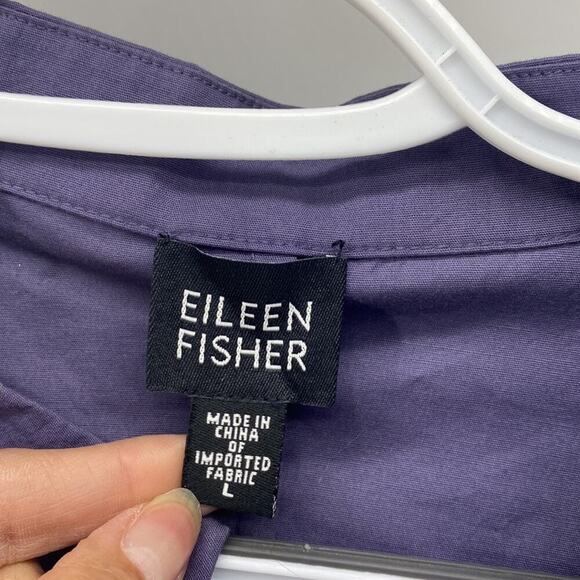 EILEEN
FISHER
MADE IN
CHINA
OF
IMPORTED
FABRIC
L